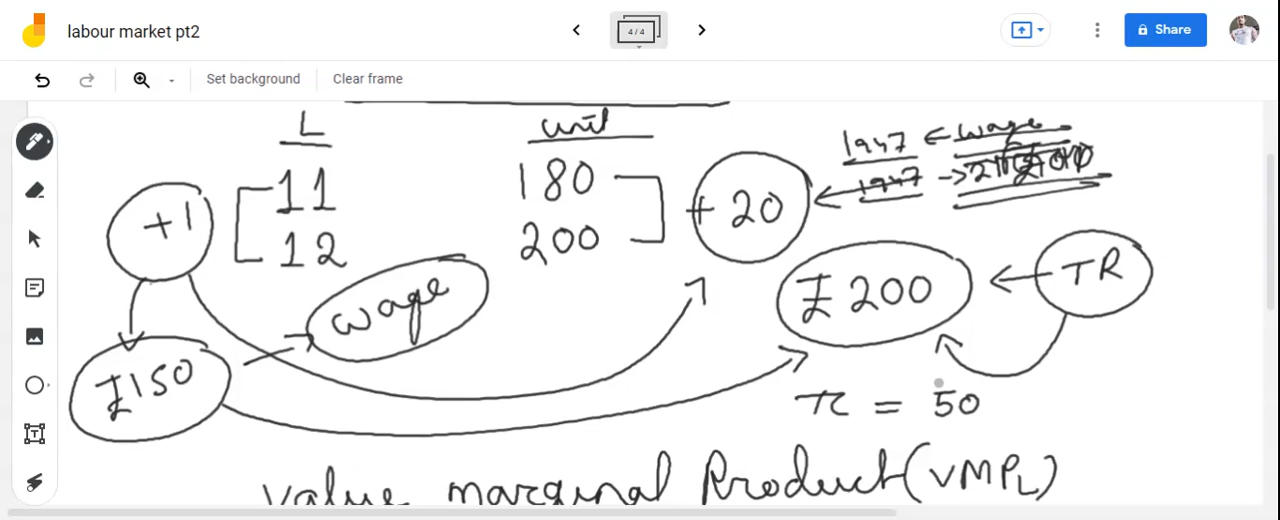 labour market pt2
4 / 4
Share
Set background
Clear frame
L
unit
1947 ← wage
11
180
1947 →
+1
+ 20
12
200
£200
← TR
wage
£150
π = 50
Value marginal Product (VMPL)